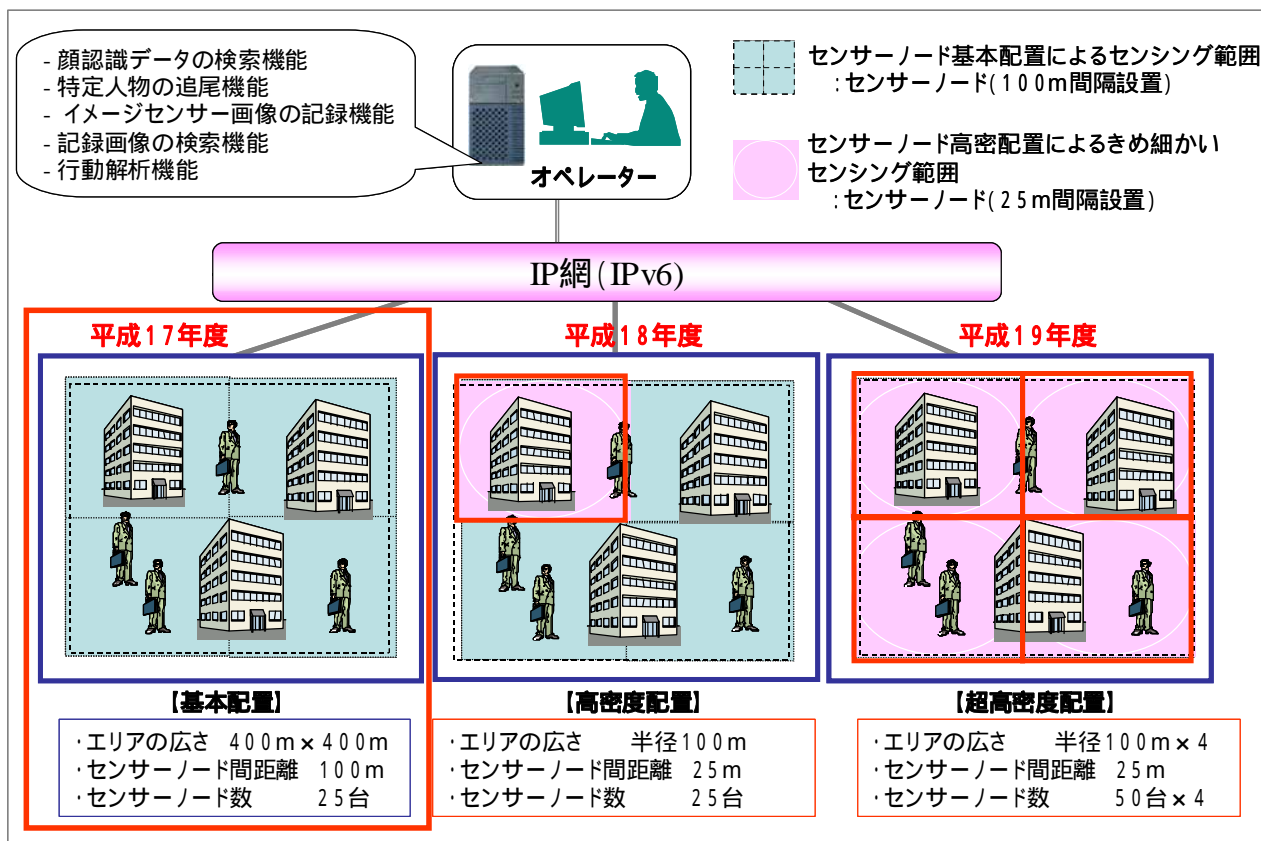 - 顔認識データの検索機能
- 特定人物の追尾機能
- イメージセンサー画像の記録機能
- 記録画像の検索機能
- 行動解析機能
オペレーター
センサーノード基本配置によるセンシング範囲
:センサーノード(100m間隔設置)
センサーノード高密配置によるきめ細かい
センシング範囲
:センサーノード(25m間隔設置)
IP網(IPv6)
平成17年度
平成18年度
平成19年度
【基本配置】
・エリアの広さ 400m×400m
・センサーノード間距離 100m
・センサーノード数 25台
【高密度配置】
・エリアの広さ 半径100m
・センサーノード間距離 25m
・センサーノード数 25台
【超高密度配置】
・エリアの広さ 半径100m×4
・センサーノード間距離 25m
・センサーノード数 50台×4